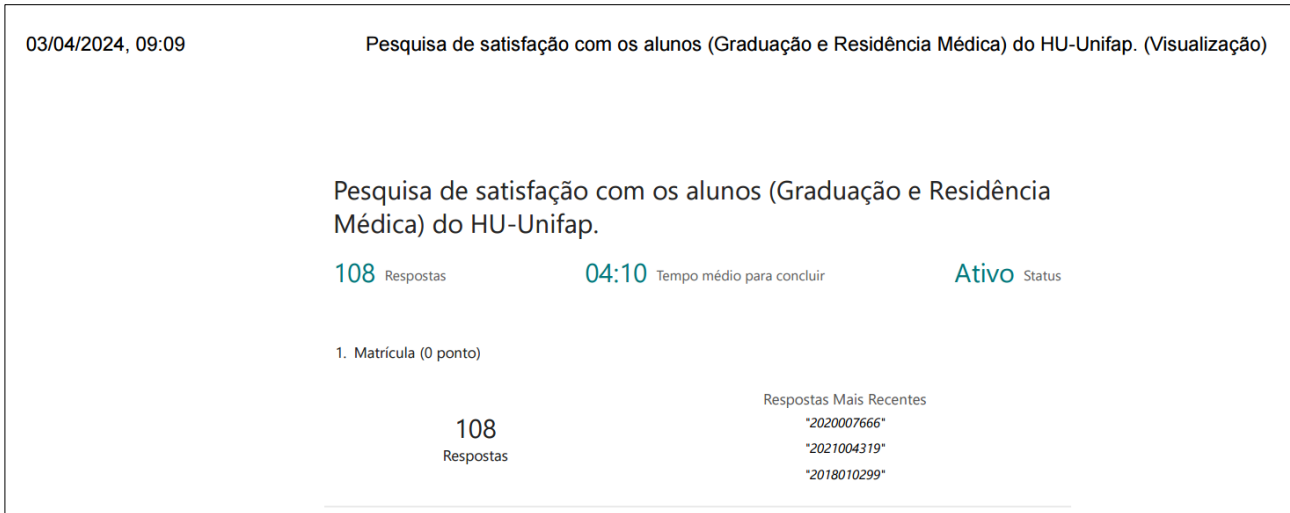 03/04/2024, 09:09 Pesquisa de satisfação com os alunos (Graduação e Residência Médica) do HU-Unifap. (Visualização)
Pesquisa de satisfação com os alunos (Graduação e Residência
Médica) do HU-Unifap.
108 Respostas 04:10 Tempo médio para concluir Ativo Status
1. Matrícula (0 ponto)
108
Respostas
Respostas Mais Recentes
"2020007666"
"2021004319"
"2018010299"